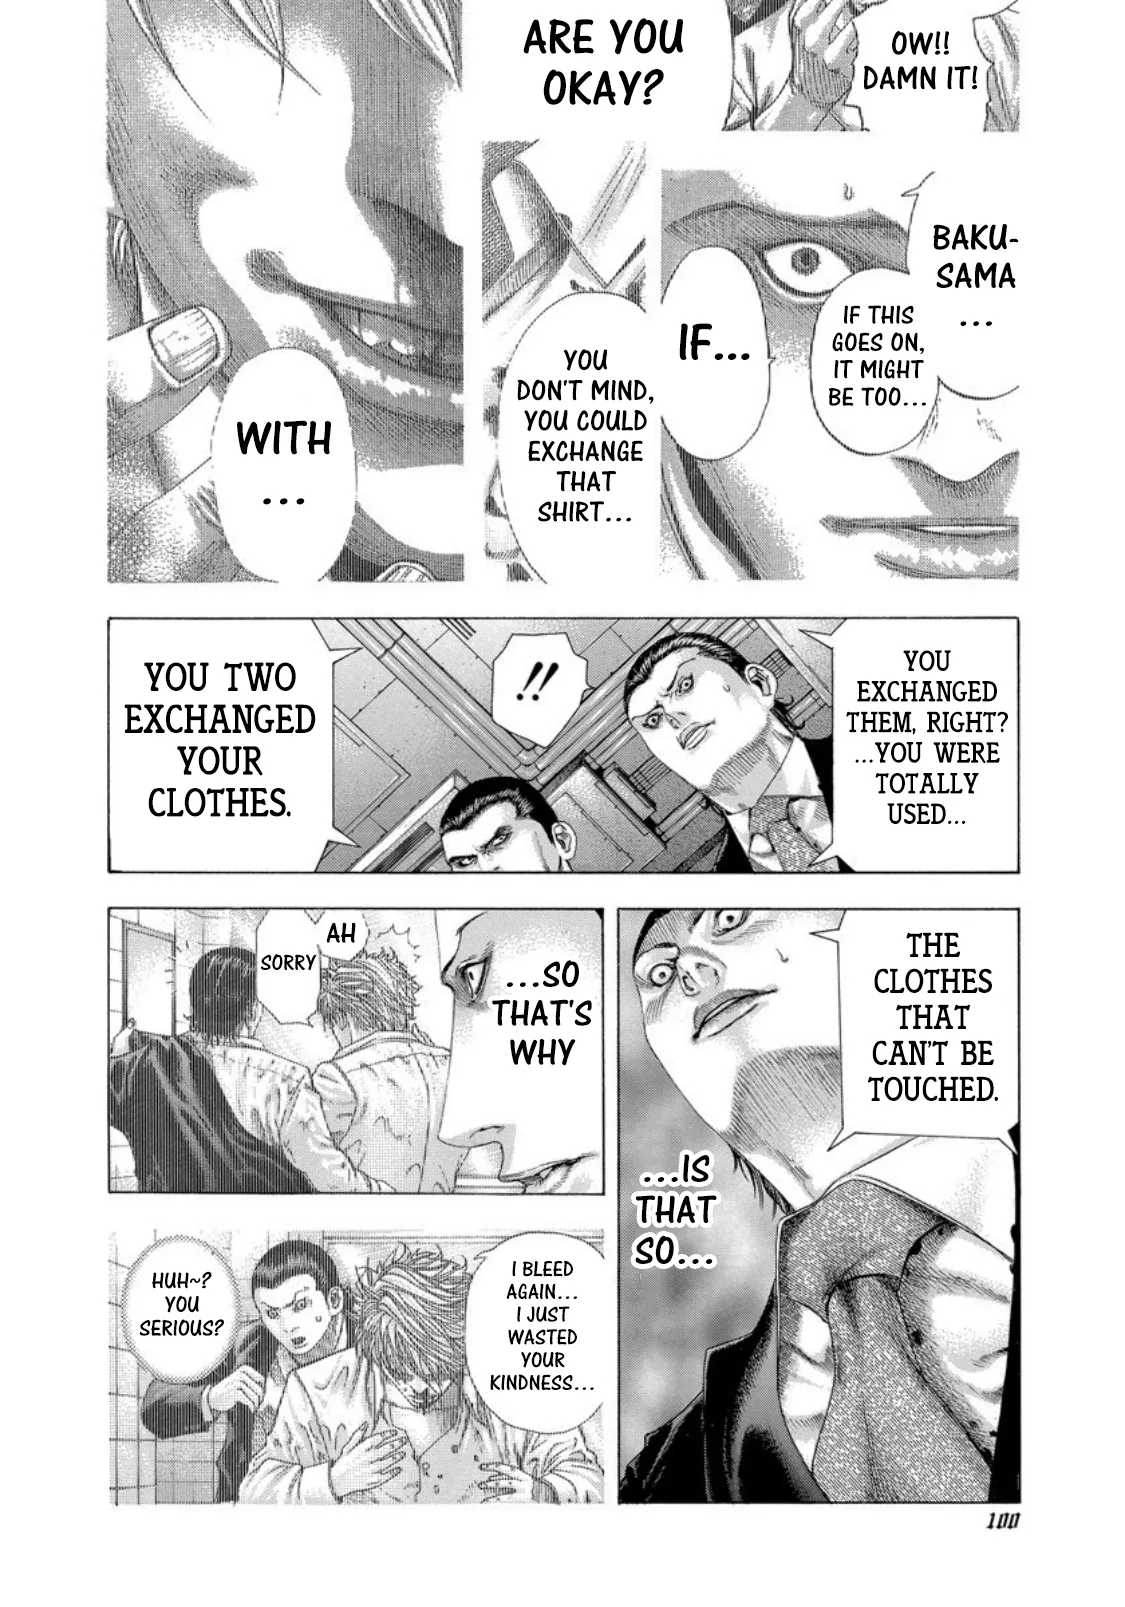 OW!!
DAMN IT!
ARE YOU
OKAY?
BAKU-
SAMA
...
IF THIS
GOES ON,
IT MIGHT
BE TOO...
IF...
YOU
DON'T MIND,
YOU COULD
EXCHANGE
THAT
SHIRT...
WITH
...
YOU
EXCHANGED
THEM, RIGHT?
...YOU WERE
TOTALLY
USED...
!!
YOU TWO
EXCHANGED
YOUR
CLOTHES.
THE
CLOTHES
THAT
CAN'T BE
TOUCHED.
...IS
THAT
SO...
...SO
THAT'S
WHY
AH
SORRY
I BLEED
AGAIN...
I JUST
WASTED
YOUR
KINDNESS...
HUH~?
YOU
SERIOUS?
100